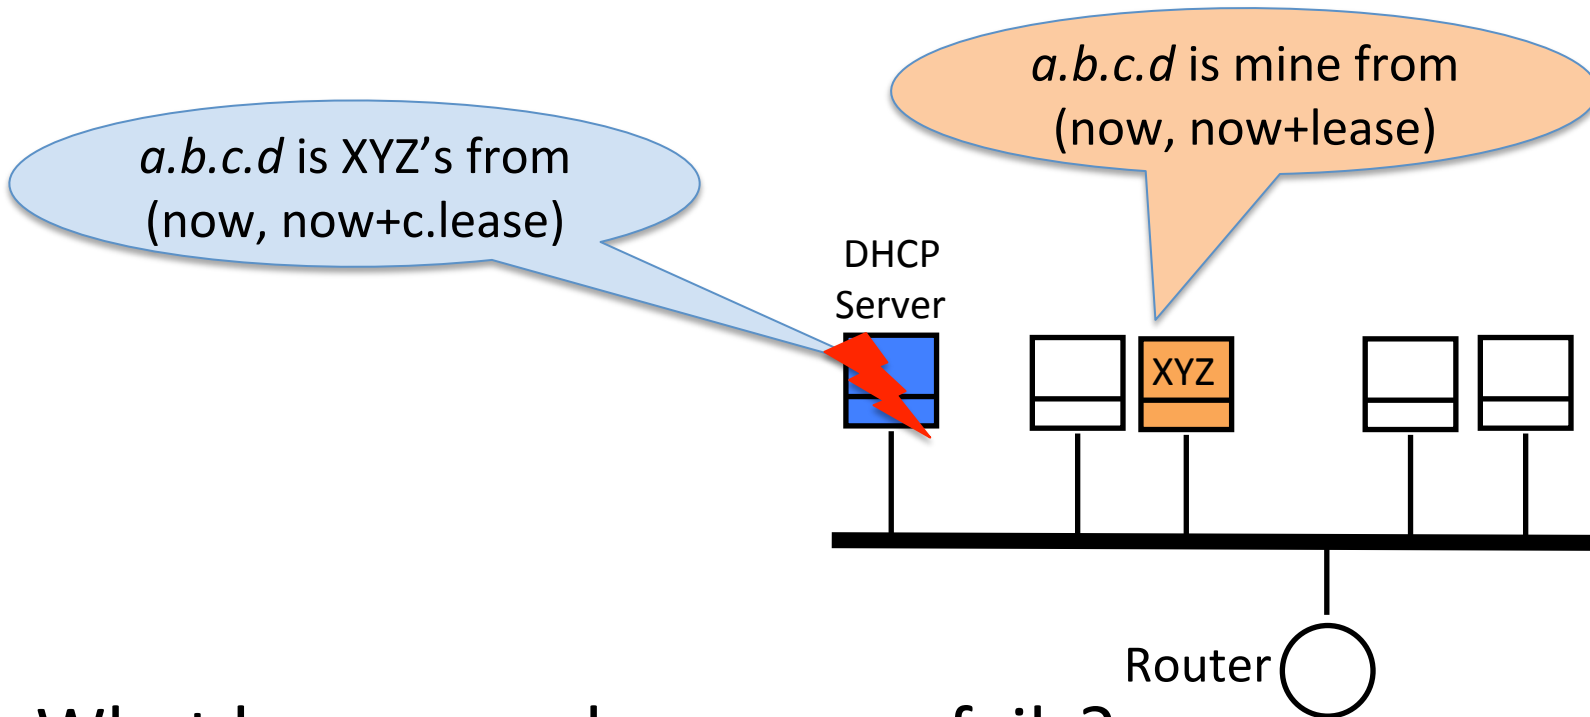 a.b.c.d is mine from
(now, now+lease)
a.b.c.d is XYZ's from
(now, now+c.lease)
DHCP
Server
XYZ
Router